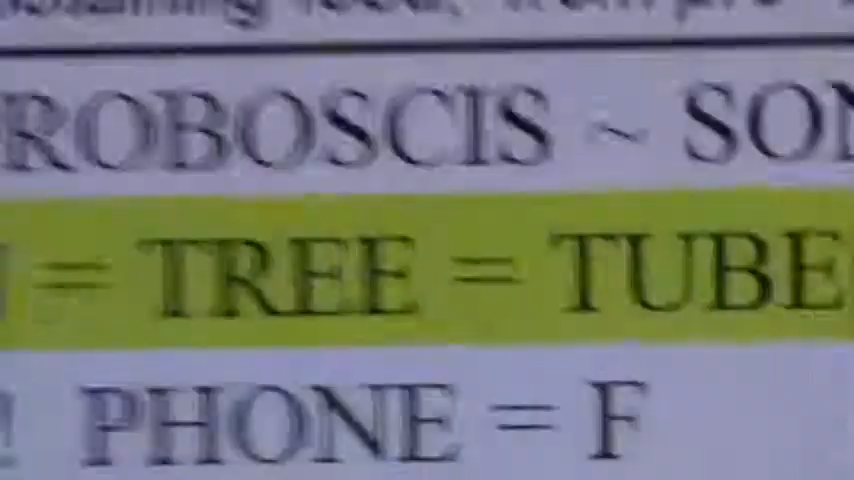 ROBOSCIS ~ SON
= TREE = TUBE
! PHONE = F